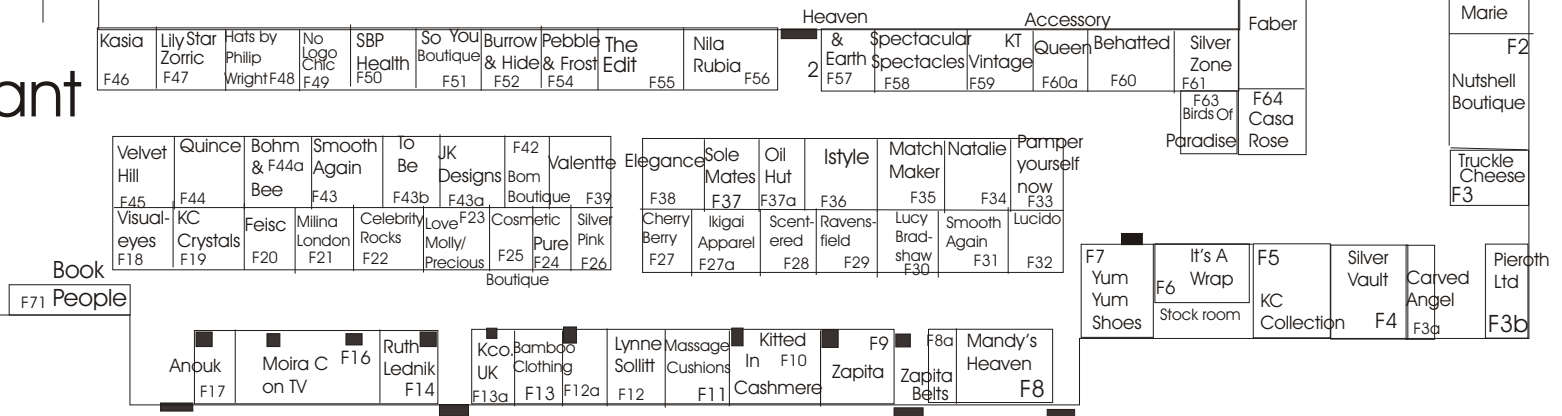 Heaven
Accessory
Faber
Marie
Kasia
F46
Lily Star
Zorric
F47
Hats by
Philip
Wright F48
No
Logo
Chic
F49
SBP
Health
F50
So You
Boutique
F51
Burrow
& Hide
F52
Pebble
& Frost
F54
The
Edit
F55
Nila
Rubia
F56
2
&
Earth
F57
Spectacular
Spectacles
F58
KT
Vintage
F59
Queen
F60a
Behatted
F60
Silver
Zone
F61
F2
Nutshell
Boutique
ant
F63
Birds Of
Paradise
F64
Casa
Rose
Velvet
Hill
F45
Quince
F44
Bohm
& F44a
Bee
Smooth
Again
F43
To
Be
F43b
JK
Designs
F43a
F42
Bom
Boutique
Valentte
F39
Elegance
F38
Sole
Mates
F37
Oil
Hut
F37a
Istyle
F36
Match
Maker
F35
Natalie
F34
Pamper
yourself
now
F33
Truckle
Cheese
F3
Visual-
eyes
F18
KC
Crystals
F19
Feisc
F20
Milina
London
F21
Celebrity
Rocks
F22
Love F23
Molly/
Precious
Cosmetic
F25
Boutique
Pure
F24
Silver
Pink
F26
Cherry
Berry
F27
Ikigai
Apparel
F27a
Scent-
ered
F28
Ravens-
field
F29
Lucy
Brad-
shaw
F30
Smooth
Again
F31
Lucido
F32
Book
F71 People
F7
Yum
Yum
Shoes
It's A
Wrap
F6
Stock room
F5
KC
Collection
Silver
Vault
F4
Carved
Angel
F3a
Pieroth
Ltd
F3b
Anouk
F17
Moira C
on TV
F16
Ruth
Lednik
F14
Kco.
UK
F13a
Bamboo
Clothing
F13
F12a
Lynne
Sollitt
F12
Massage
Cushions
F11
Kitted
In F10
Cashmere
F9
Zapita
F8a
Zapita
Belts
Mandy's
Heaven
F8